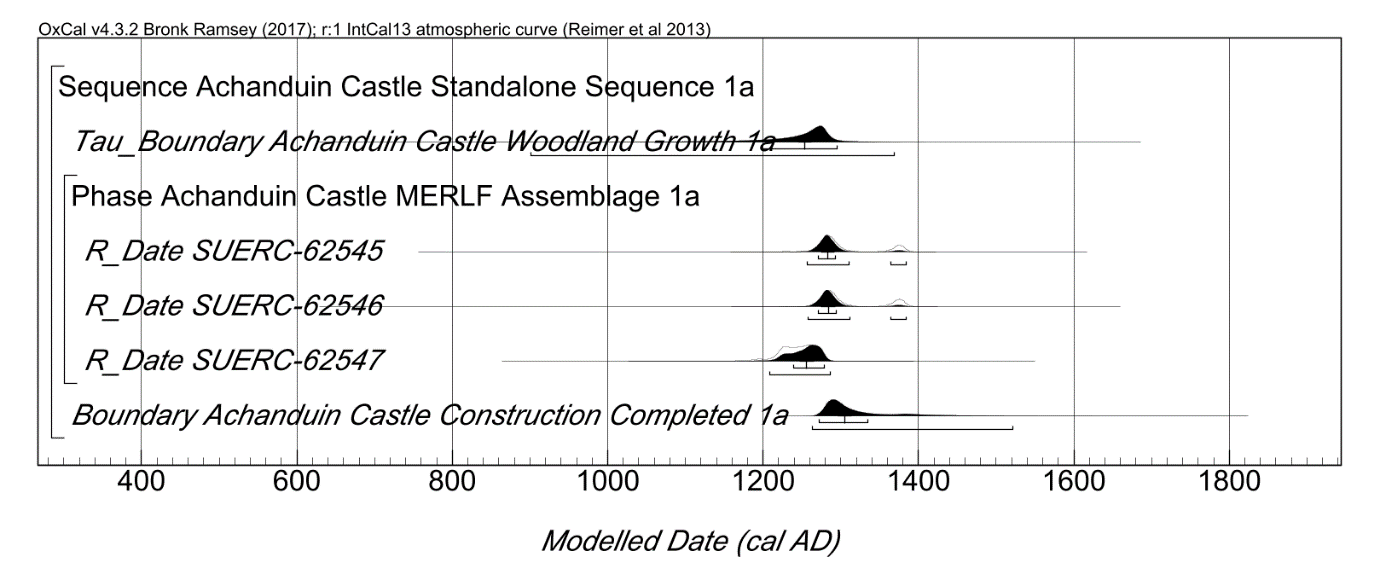 OxCal v4.3.2 Bronk Ramsey (2017); r:1 IntCal13 atmospheric curve (Reimer et al 2013)
Sequence Achanduin Castle Standalone Sequence 1a
Tau_Boundary Achanduin Castle Woodland Growth 1a
Phase Achanduin Castle MERLF Assemblage 1a
R_Date SUERC-62545
R_Date SUERC-62546
R_Date SUERC-62547
Boundary Achanduin Castle Construction Completed 1a
400 600 800 1000 1200 1400 1600 1800
Modelled Date (cal AD)